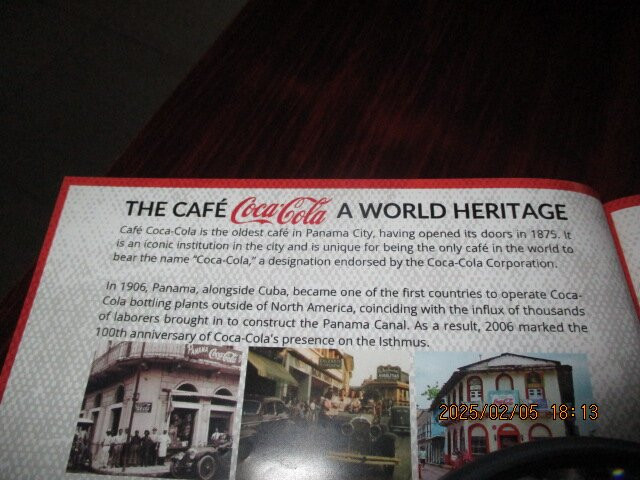 THE CAFÉ Coca-Cola A WORLD HERITAGE
Café Coca-Cola is the oldest café in Panama City, having opened its doors in 1875. It
is an iconic institution in the city and is unique for being the only café in the world to
bear the name “Coca-Cola,” a designation endorsed by the Coca-Cola Corporation.
In 1906, Panama, alongside Cuba, became one of the first countries to operate Coca-
Cola bottling plants outside of North America, coinciding with the influx of thousands
of laborers brought in to construct the Panama Canal. As a result, 2006 marked the
100th anniversary of Coca-Cola's presence on the Isthmus.
2025/02/05 18:13